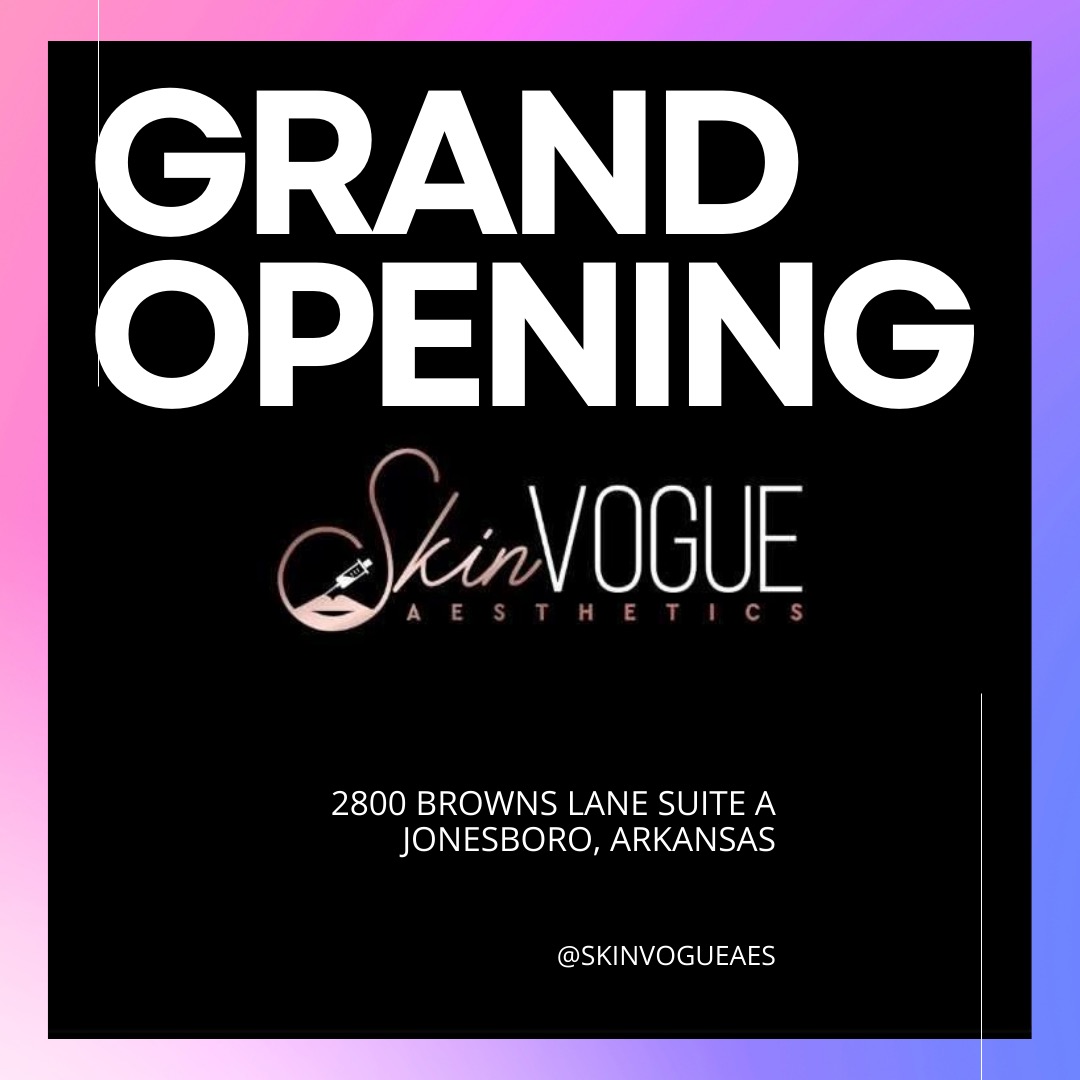 GRAND
OPENING
SkinVOGUE
AESTHETICS
2800 BROWNS LANE SUITE A
JONESBORO, ARKANSAS
@SKINVOGUEAES